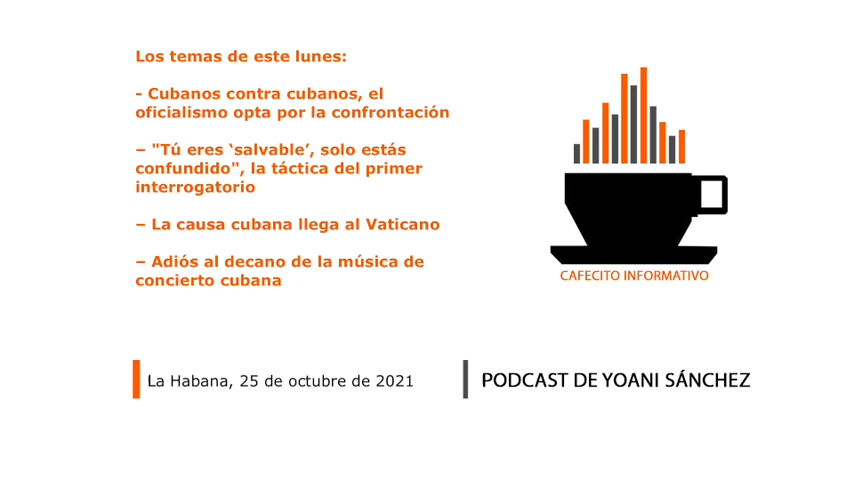 Los temas de este lunes:
- Cubanos contra cubanos, el
oficialismo opta por la confrontación
– "Tú eres ‘salvable’, solo estás
confundido", la táctica del primer
interrogatorio
– La causa cubana llega al Vaticano
– Adiós al decano de la música de
concierto cubana
CAFECITO INFORMATIVO
La Habana, 25 de octubre de 2021
PODCAST DE YOANI SÁNCHEZ